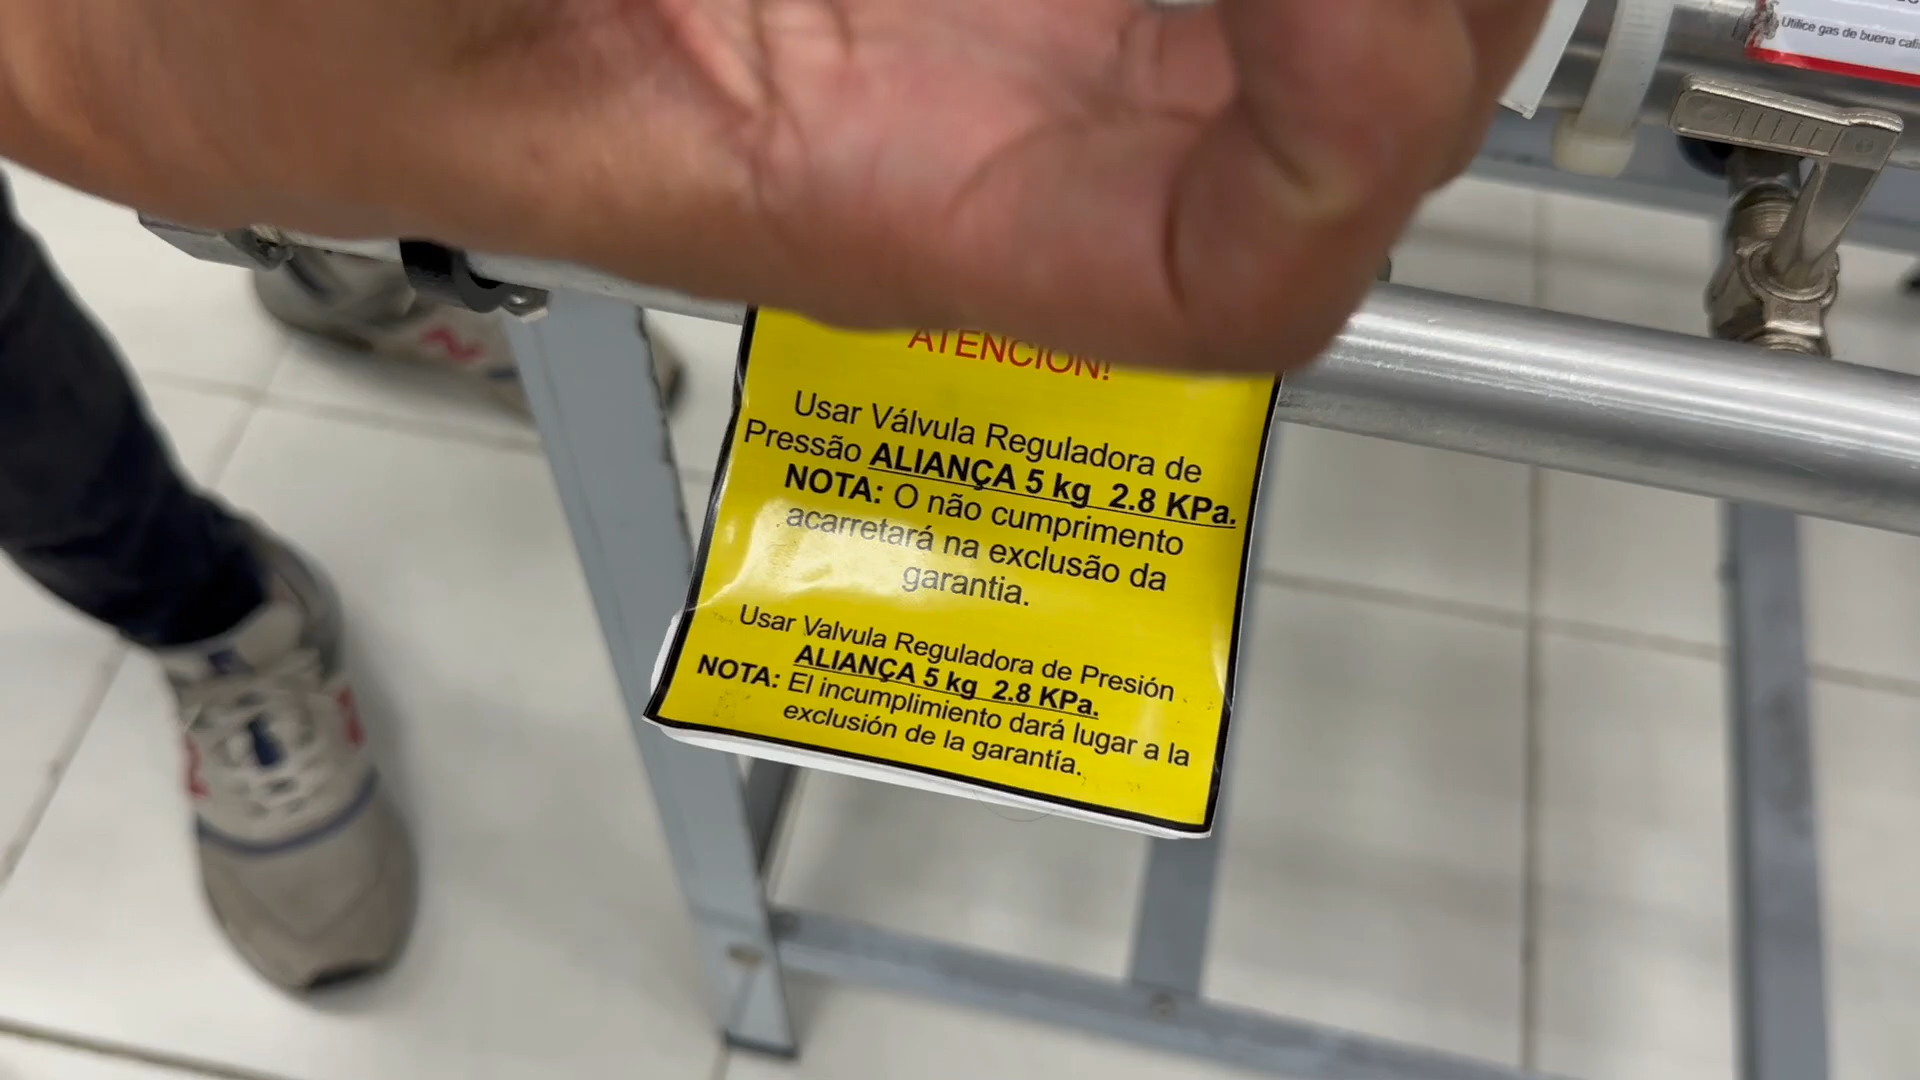 Utilice gas de buena
ATENCIÓN!
Usar Válvula Reguladora de
Pressão ALIANÇA 5 kg 2.8 KPa.
NOTA: O não cumprimento
acarretará na exclusão da
garantia.
Usar Valvula Reguladora de Presión
ALIANÇA 5 kg 2.8 KPa.
NOTA: El incumplimiento dará lugar a la
exclusión de la garantía.